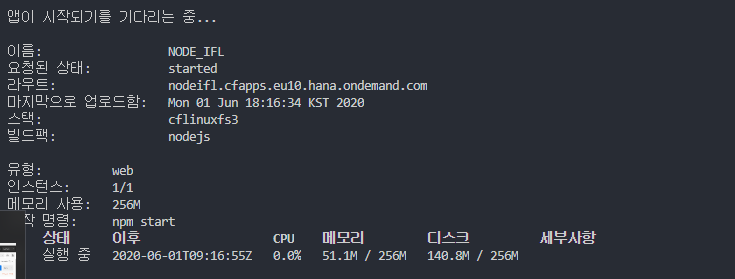 앱이 시작되기를 기다리는 중...
이름: NODE_IFL
요청된 상태: started
라우트: nodeifl.cfapps.eu10.hana.ondemand.com
마지막으로 업로드함: Mon 01 Jun 18:16:34 KST 2020
스택: cflinuxfs3
빌드팩: nodejs
유형: web
인스턴스: 1/1
메모리 사용: 256M
명령: npm start
상태 이후 CPU 메모리 디스크 세부사항
실행 중 2020-06-01T09:16:55Z 0.0% 51.1M / 256M 140.8M / 256M